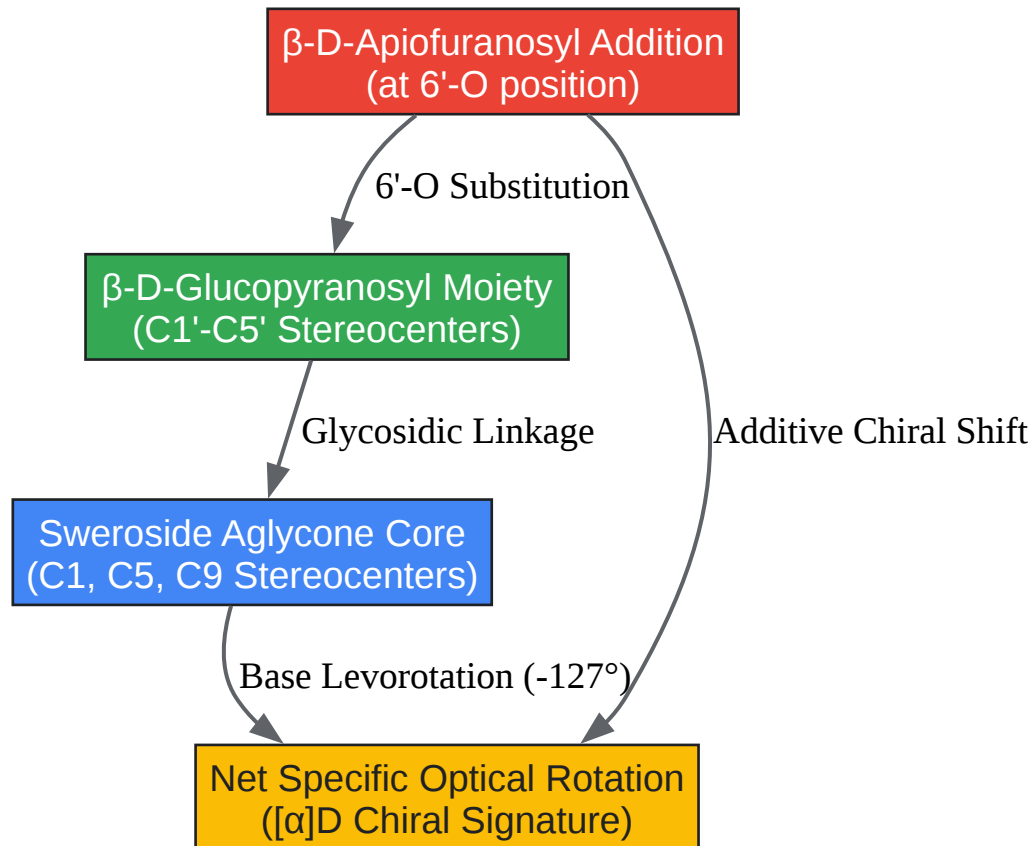 β-D-Apiofuranosyl Addition
(at 6'-O position)
6'-O Substitution
β-D-Glucopyranosyl Moiety
(C1'-C5' Stereocenters)
Glycosidic Linkage
Additive Chiral Shift
Sweroside Aglycone Core
(C1, C5, C9 Stereocenters)
Base Levorotation (-127°)
Net Specific Optical Rotation
([α]D Chiral Signature)